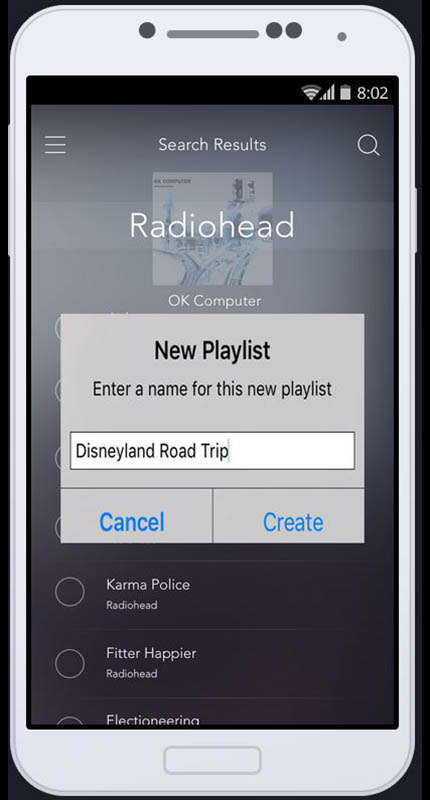 8:02
Search Results
OK COMPUTER
Radiohead
OK Computer
New Playlist
Enter a name for this new playlist
Disneyland Road Trip
Cancel
Create
Karma Police
Radiohead
Fitter Happier
Radiohead
Electioneering